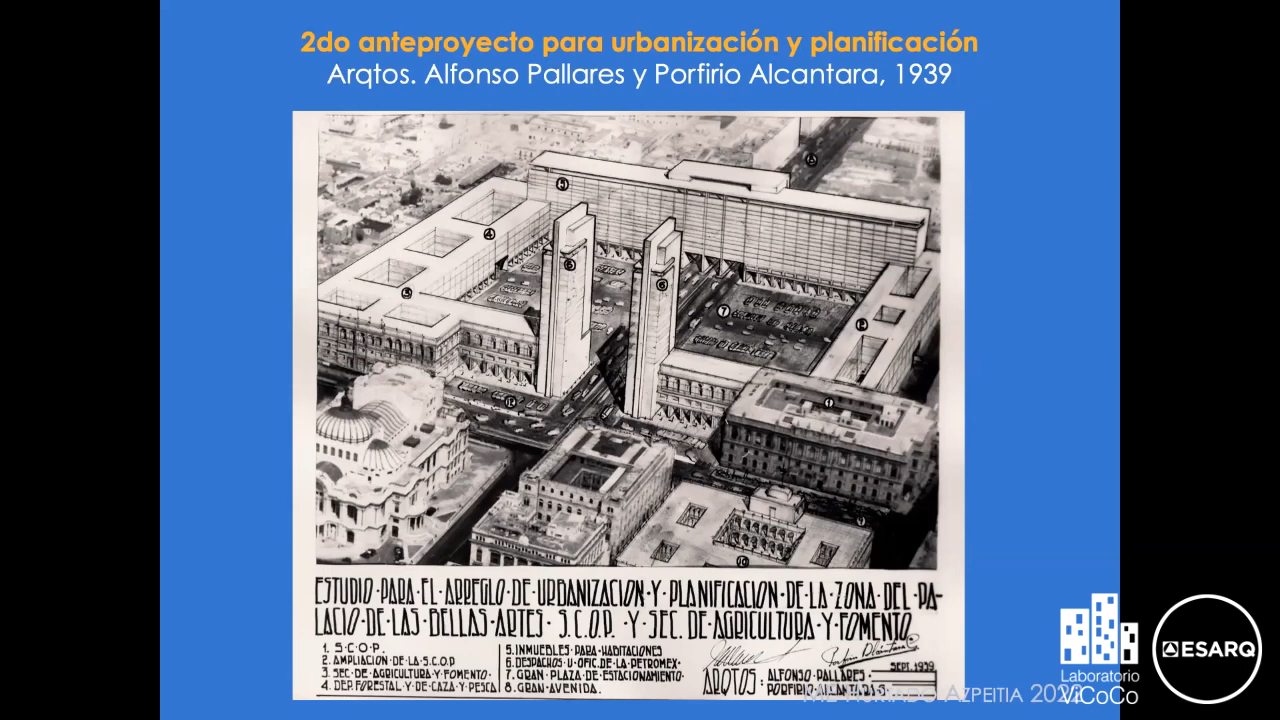 2do anteproyecto para urbanización y planificación
Arqtos. Alfonso Pallares y Porfirio Alcantara, 1939
ESTUDIO·PARA·EL·ARREGLO·DE·URBANIZACION·Y·PLANIFICACION·DE·LA·ZONA·DEL·PA-
LACIO·DE·LAS·BELLAS·ARTES· S.C.O.P. ·Y·SEC. DE·AGRICULTURA·Y·FOMENTO.
1. S·C·O·P.
2. AMPLIACION·DE·LA·S.C.O.P
3. SEC·DE·AGRICULTURA·Y·FOMENTO·
4. DEP. FORESTAL·Y·DE·CAZA·Y·PESCA
5. INMUEBLES·PARA·HABITACIONES
6. DESPACHOS·U·OFIC. DE·LA·PETROMEX·
7. GRAN·PLAZA·DE·ESTACIONAMIENTO·
8. GRAN·AVENIDA.
SEPT. 1939
ARQTOS: ALFONSO·PALLARES·
PORFIRIO·ALCANTARA·G·
Hurtado Azpeitia
Laboratorio
ViCoCo
ESARQ